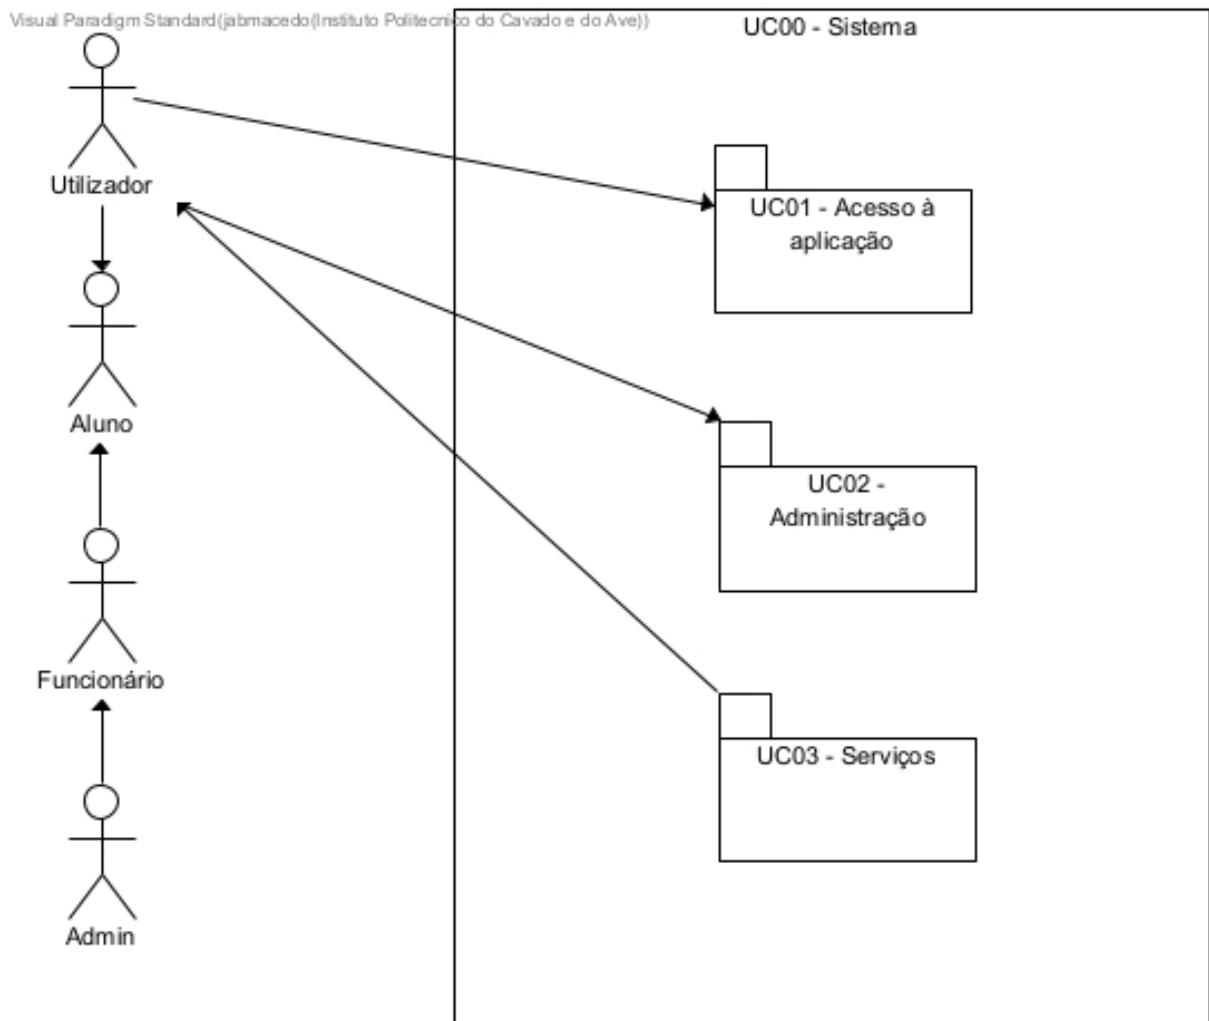 Visual Paradigm Standard(jabmacedo(Instituto Politecnico do Cavado e do Ave))
UC00 - Sistema
Utilizador
UC01 - Acesso à
aplicação
Aluno
UC02 -
Administração
Funcionário
UC03 - Serviços
Admin